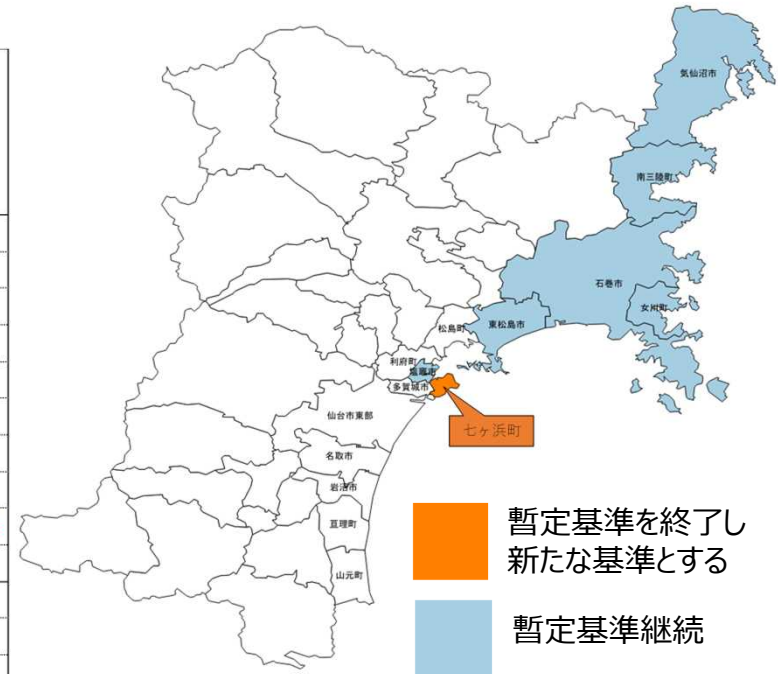 気仙沼市
南三陸町
石巻市
女川町
東松島市
松島町
利府町
塩竈市
多賀城市
七ヶ浜町
仙台市東部
名取市
岩沼市
亘理町
山元町
暫定基準を終了し
新たな基準とする
暫定基準継続